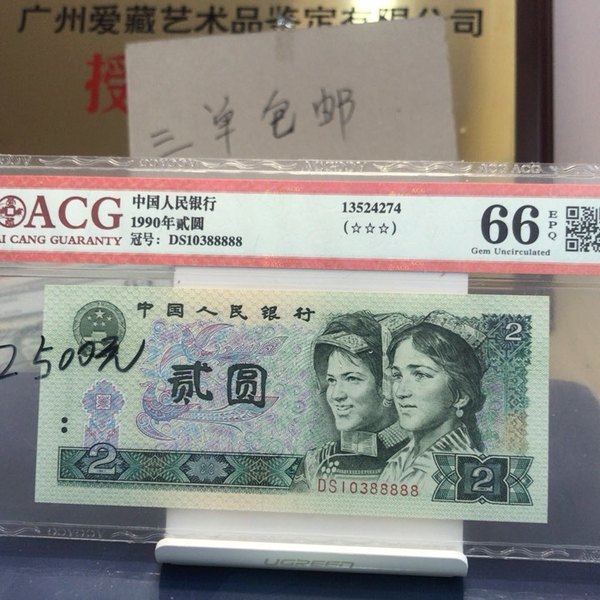 广州爱藏艺术品鉴定有限公司
授
三单包邮
ACG ACG
ACG
AI CANG GUARANTY
中国人民银行
1990年贰圆
冠号：DS10388888
13524274
(☆☆☆)
66
EPQ
Gem Uncirculated
中国人民银行
2
2500元
贰圆
2
DS10388888
2
UGREEN